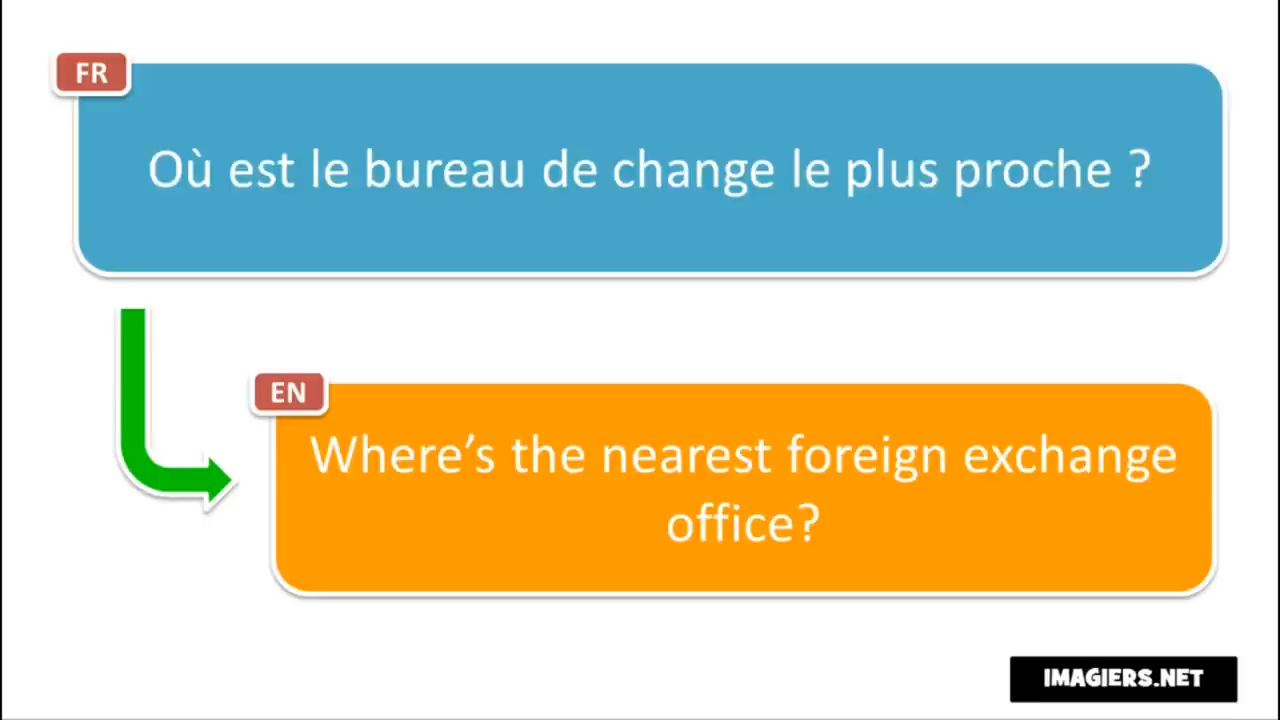 FR
Où est le bureau de change le plus proche ?
EN
Where’s the nearest foreign exchange
office?
IMAGIERS.NET